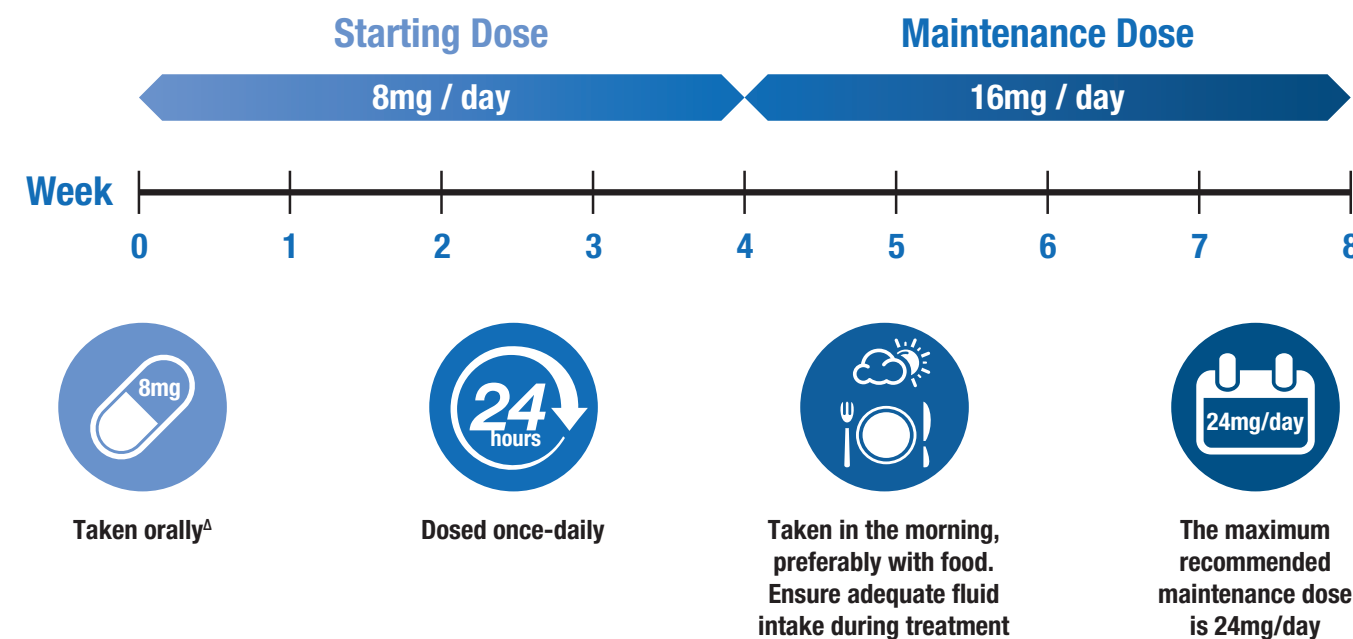 Starting Dose
Maintenance Dose
8mg / day
16mg / day
Week
0 1 2 3 4 5 6 7 8
8mg
24
hours
24mg/day
Taken orallyᐞ
Dosed once-daily
Taken in the morning,
preferably with food.
Ensure adequate fluid
intake during treatment
The maximum
recommended
maintenance dose
is 24mg/day